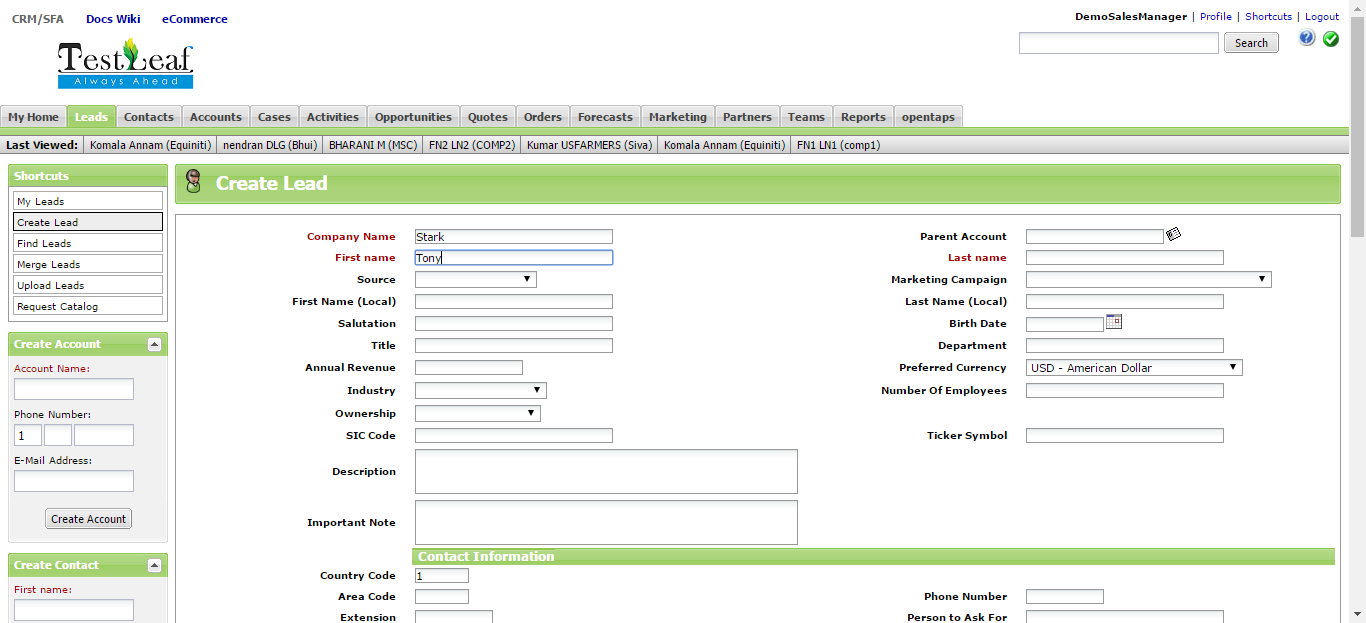 CRM/SFA Docs Wiki eCommerce
DemoSalesManager | Profile | Shortcuts | Logout
TestLeaf
Always Ahead
Search
?
My Home Leads Contacts Accounts Cases Activities Opportunities Quotes Orders Forecasts Marketing Partners Teams Reports opentaps
Last Viewed: Komala Annam (Equiniti) nendran DLG (Bhui) BHARANI M (MSC) FN2 LN2 (COMP2) Kumar USFARMERS (Siva) Komala Annam (Equiniti) FN1 LN1 (comp1)
Shortcuts
My Leads
Create Lead
Find Leads
Merge Leads
Upload Leads
Request Catalog
Create Account
Account Name:
Phone Number:
1
E-Mail Address:
Create Account
Create Contact
First name:
Create Lead
Company Name Stark Parent Account
First name Tony Last name
Source Marketing Campaign
First Name (Local) Last Name (Local)
Salutation Birth Date
Title Department
Annual Revenue Preferred Currency USD - American Dollar
Industry Number Of Employees
Ownership
SIC Code Ticker Symbol
Description
Important Note
Contact Information
Country Code 1
Area Code Phone Number
Extension Person to Ask For